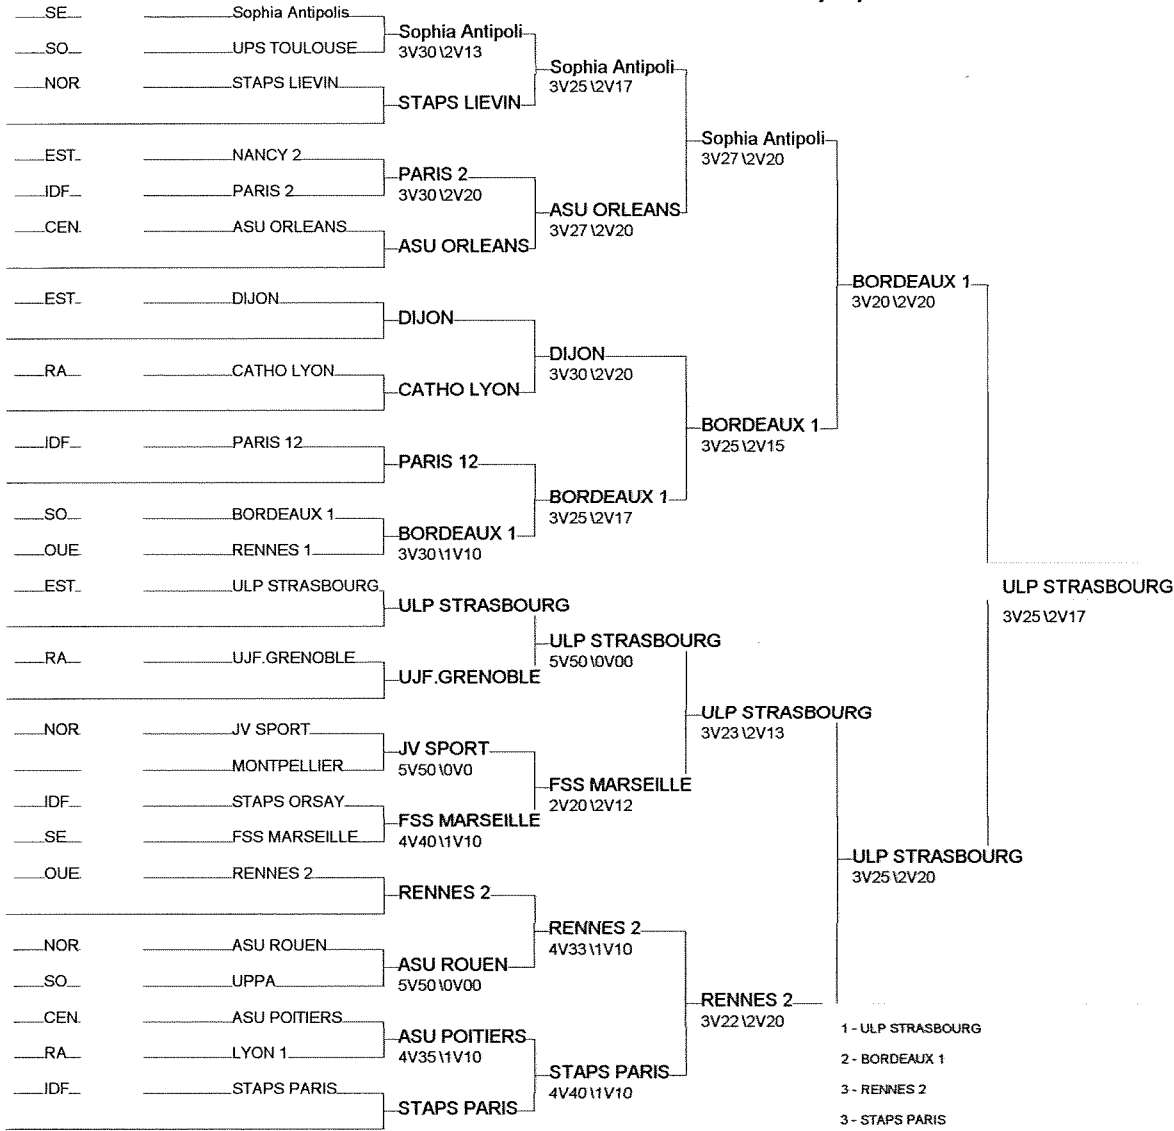 SE Sophia Antipolis
SO UPS TOULOUSE
NOR STAPS LIEVIN
EST NANCY 2
IDF PARIS 2
CEN ASU ORLEANS
EST DIJON
RA CATHO LYON
IDF PARIS 12
SO BORDEAUX 1
OUE RENNES 1
EST ULP STRASBOURG
RA UJF.GRENOBLE
NOR JV SPORT
MONTPELLIER
IDF STAPS ORSAY
SE FSS MARSEILLE
OUE RENNES 2
NOR ASU ROUEN
SO UPPA
CEN ASU POITIERS
RA LYON 1
IDF STAPS PARIS
Sophia Antipoli
3V30\2V13
STAPS LIEVIN
PARIS 2
3V30\2V20
ASU ORLEANS
DIJON
CATHO LYON
PARIS 12
BORDEAUX 1
3V30\1V10
ULP STRASBOURG
UJF.GRENOBLE
JV SPORT
5V50\0V0
FSS MARSEILLE
4V40\1V10
RENNES 2
ASU ROUEN
5V50\0V00
ASU POITIERS
4V35\1V10
STAPS PARIS
Sophia Antipoli
3V25\2V17
ASU ORLEANS
3V27\2V20
DIJON
3V30\2V20
BORDEAUX 1
3V25\2V17
ULP STRASBOURG
5V50\0V00
FSS MARSEILLE
2V20\2V12
RENNES 2
4V33\1V10
STAPS PARIS
4V40\1V10
Sophia Antipoli
3V27\2V20
BORDEAUX 1
3V25\2V15
ULP STRASBOURG
3V23\2V13
RENNES 2
3V22\2V20
BORDEAUX 1
3V20\2V20
ULP STRASBOURG
3V25\2V20
ULP STRASBOURG
3V25\2V17
1 - ULP STRASBOURG
2 - BORDEAUX 1
3 - RENNES 2
3 - STAPS PARIS